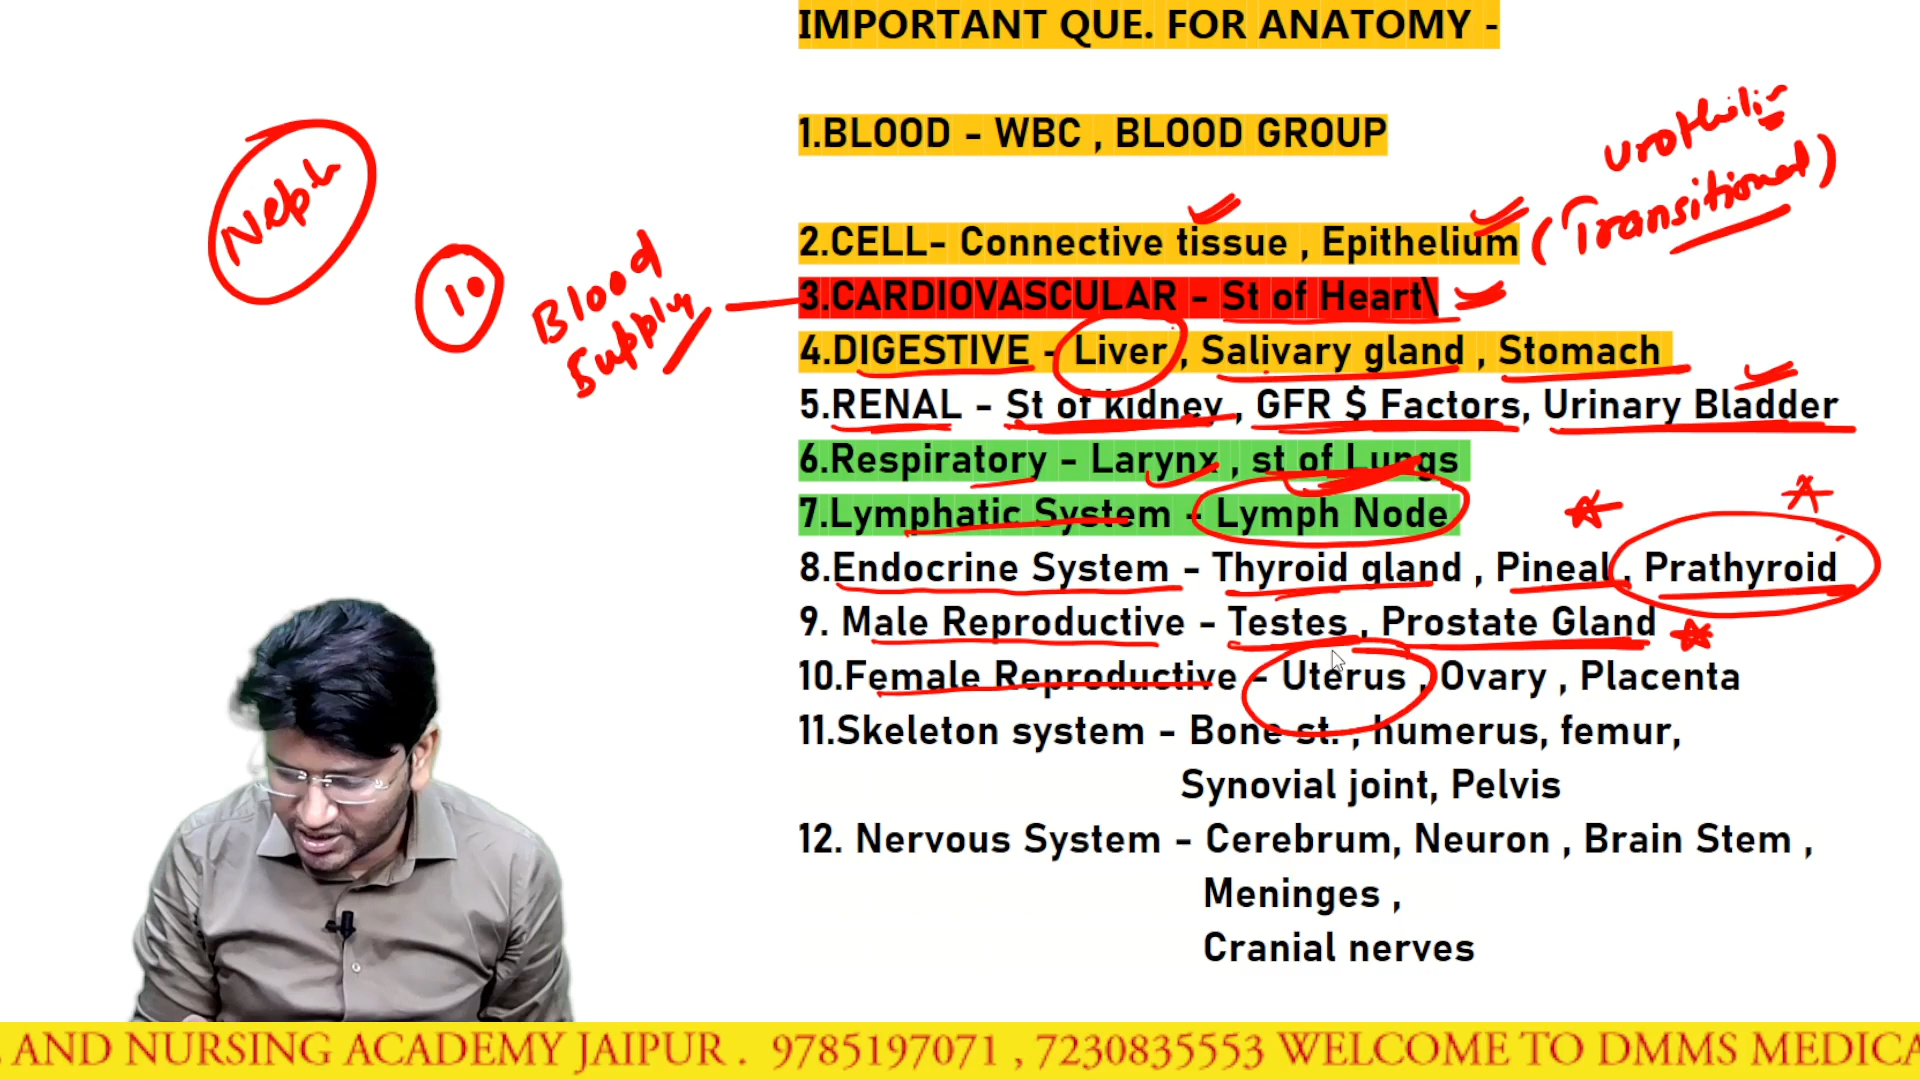 IMPORTANT QUE. FOR ANATOMY -
1.BLOOD - WBC , BLOOD GROUP
Urothili
2.CELL- Connective tissue , Epithelium (Transitional)
Neph
10
Blood
Supply
3.CARDIOVASCULAR - St of Heart\
4.DIGESTIVE - Liver , Salivary gland , Stomach
5.RENAL - St of kidney , GFR $ Factors, Urinary Bladder
6.Respiratory - Larynx , st of Lungs
7.Lymphatic System - Lymph Node
8.Endocrine System - Thyroid gland , Pineal , Prathyroid
9. Male Reproductive - Testes , Prostate Gland
10.Female Reproductive - Uterus , Ovary , Placenta
11.Skeleton system - Bone st. , humerus, femur,
Synovial joint, Pelvis
12. Nervous System - Cerebrum, Neuron , Brain Stem ,
Meninges ,
Cranial nerves
AND NURSING ACADEMY JAIPUR . 9785197071 , 7230835553 WELCOME TO DMMS MEDICA